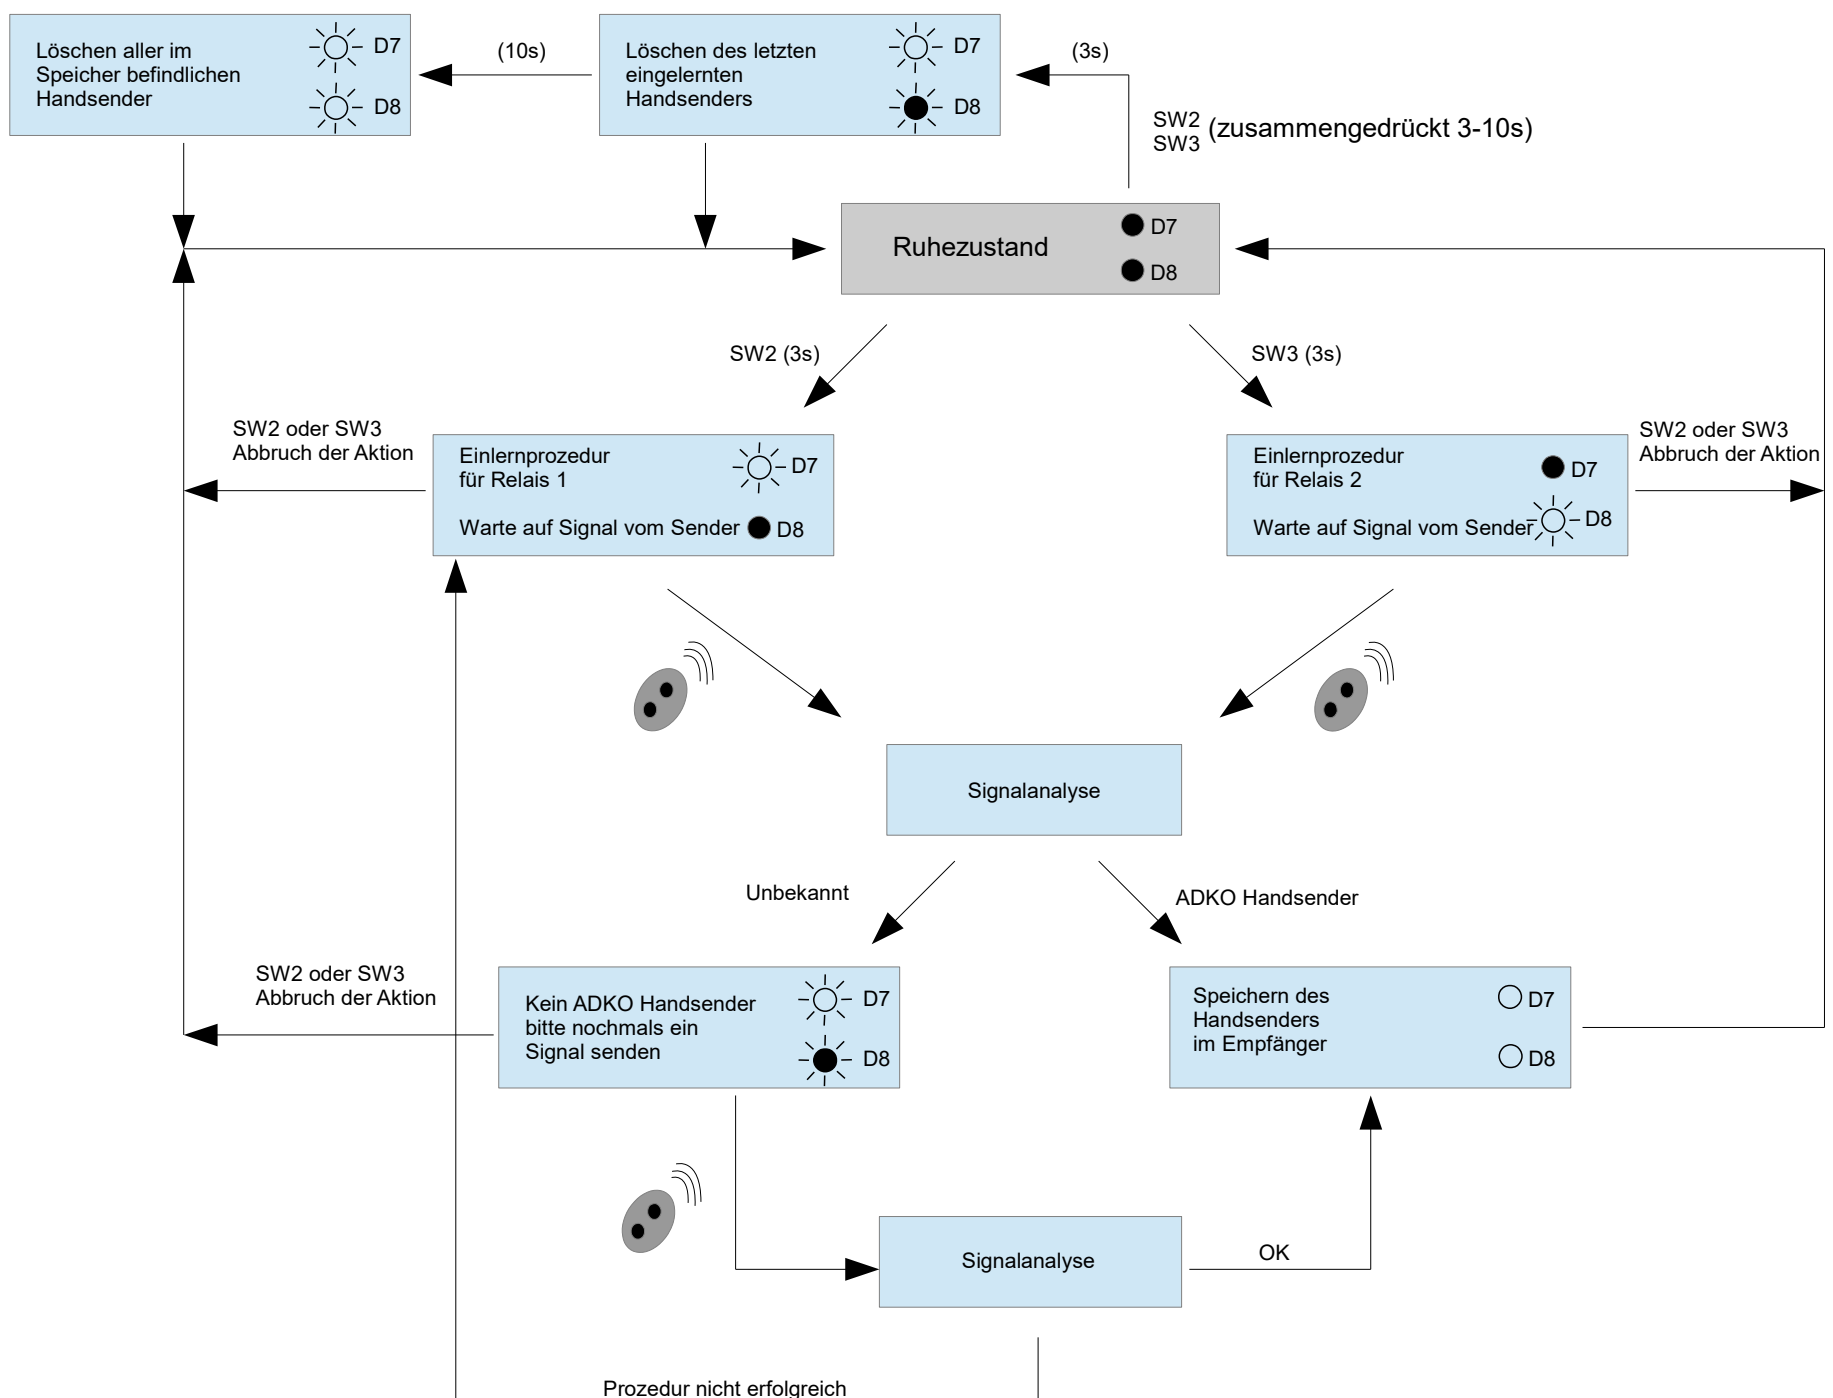 Löschen aller im
Speicher befindlichen
Handsender
D7
D8
(10s)
Löschen des letzten
eingelernten
Handsenders
D7
D8
(3s)
SW2
SW3
(zusammengedrückt 3-10s)
Ruhezustand
D7
D8
SW2 (3s)
SW3 (3s)
SW2 oder SW3
Abbruch der Aktion
Einlernprozedur
für Relais 1
D7
Warte auf Signal vom Sender
D8
Einlernprozedur
für Relais 2
D7
Warte auf Signal vom Sender
D8
SW2 oder SW3
Abbruch der Aktion
Signalanalyse
Unbekannt
ADKO Handsender
SW2 oder SW3
Abbruch der Aktion
Kein ADKO Handsender
bitte nochmals ein
Signal senden
D7
D8
Speichern des
Handsenders
im Empfänger
D7
D8
Signalanalyse
OK
Prozedur nicht erfolgreich